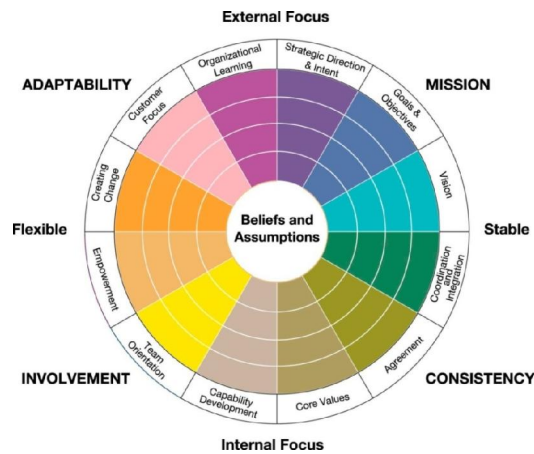 External Focus
ADAPTABILITY
MISSION
Organizational
Learning
Strategic Direction
& Intent
Customer
Focus
Goals &
Objectives
Creating
Change
Vision
Flexible
Beliefs and
Assumptions
Stable
Empowerment
Coordination
and
Integration
Team
Orientation
Agreement
Capability
Development
Core Values
INVOLVEMENT
CONSISTENCY
Internal Focus